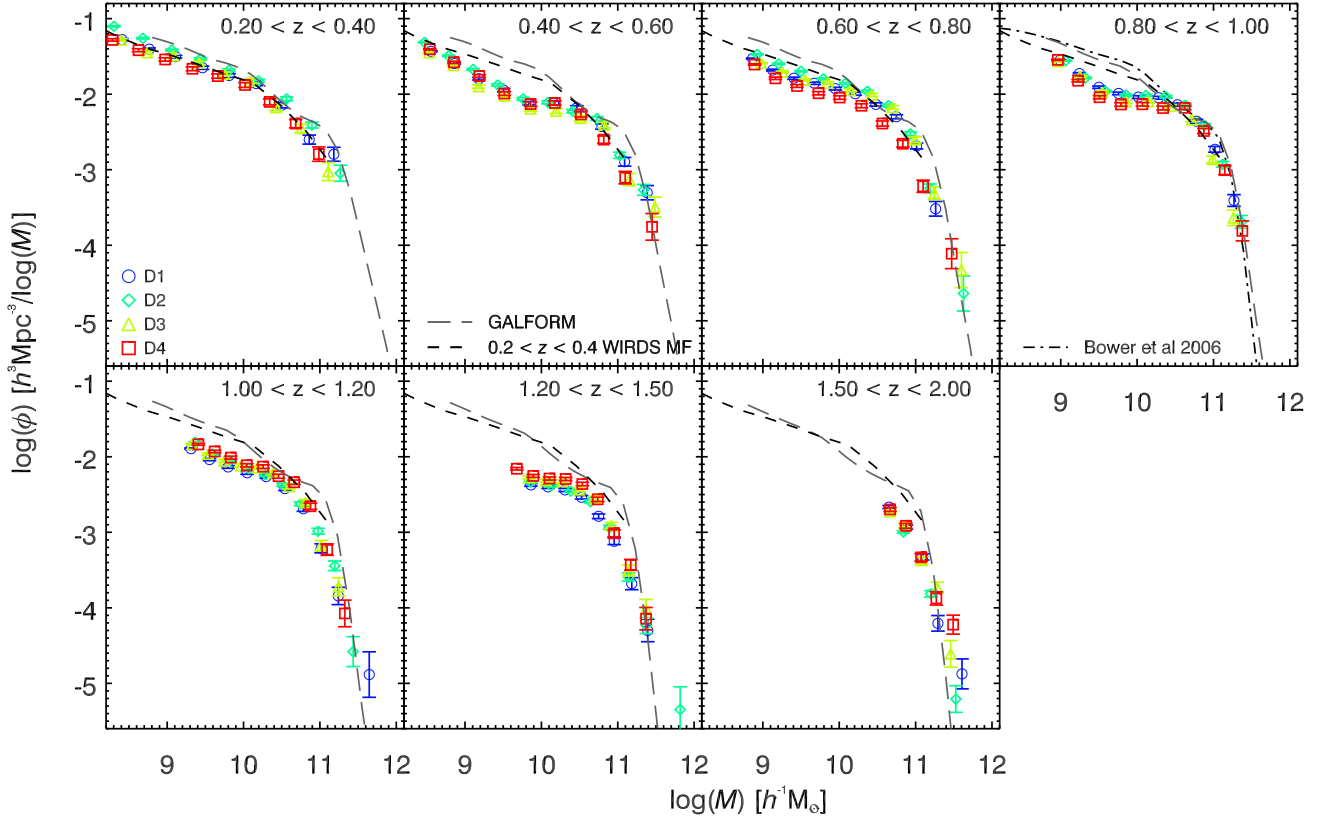 0.20 < z < 0.40
0.40 < z < 0.60
0.60 < z < 0.80
0.80 < z < 1.00
-1
-2
-3
-4
-5
D1
D2
D3
D4
GALFORM
0.2 < z < 0.4 WIRDS MF
Bower et al 2006
9 10 11 12
1.00 < z < 1.20
1.20 < z < 1.50
1.50 < z < 2.00
-1
-2
-3
-4
-5
9 10 11 12
9 10 11 12
9 10 11 12
log(ϕ) [h³Mpc⁻³/log(M)]
log(M) [h⁻¹M⊙]